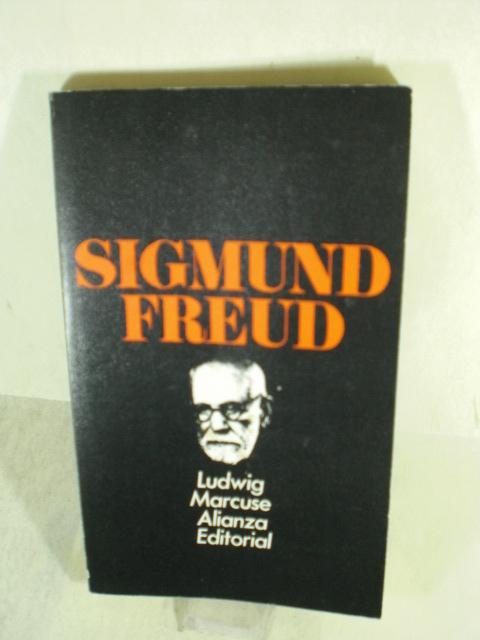 SIGMUND
FREUD
Ludwig
Marcuse
Alianza
Editorial